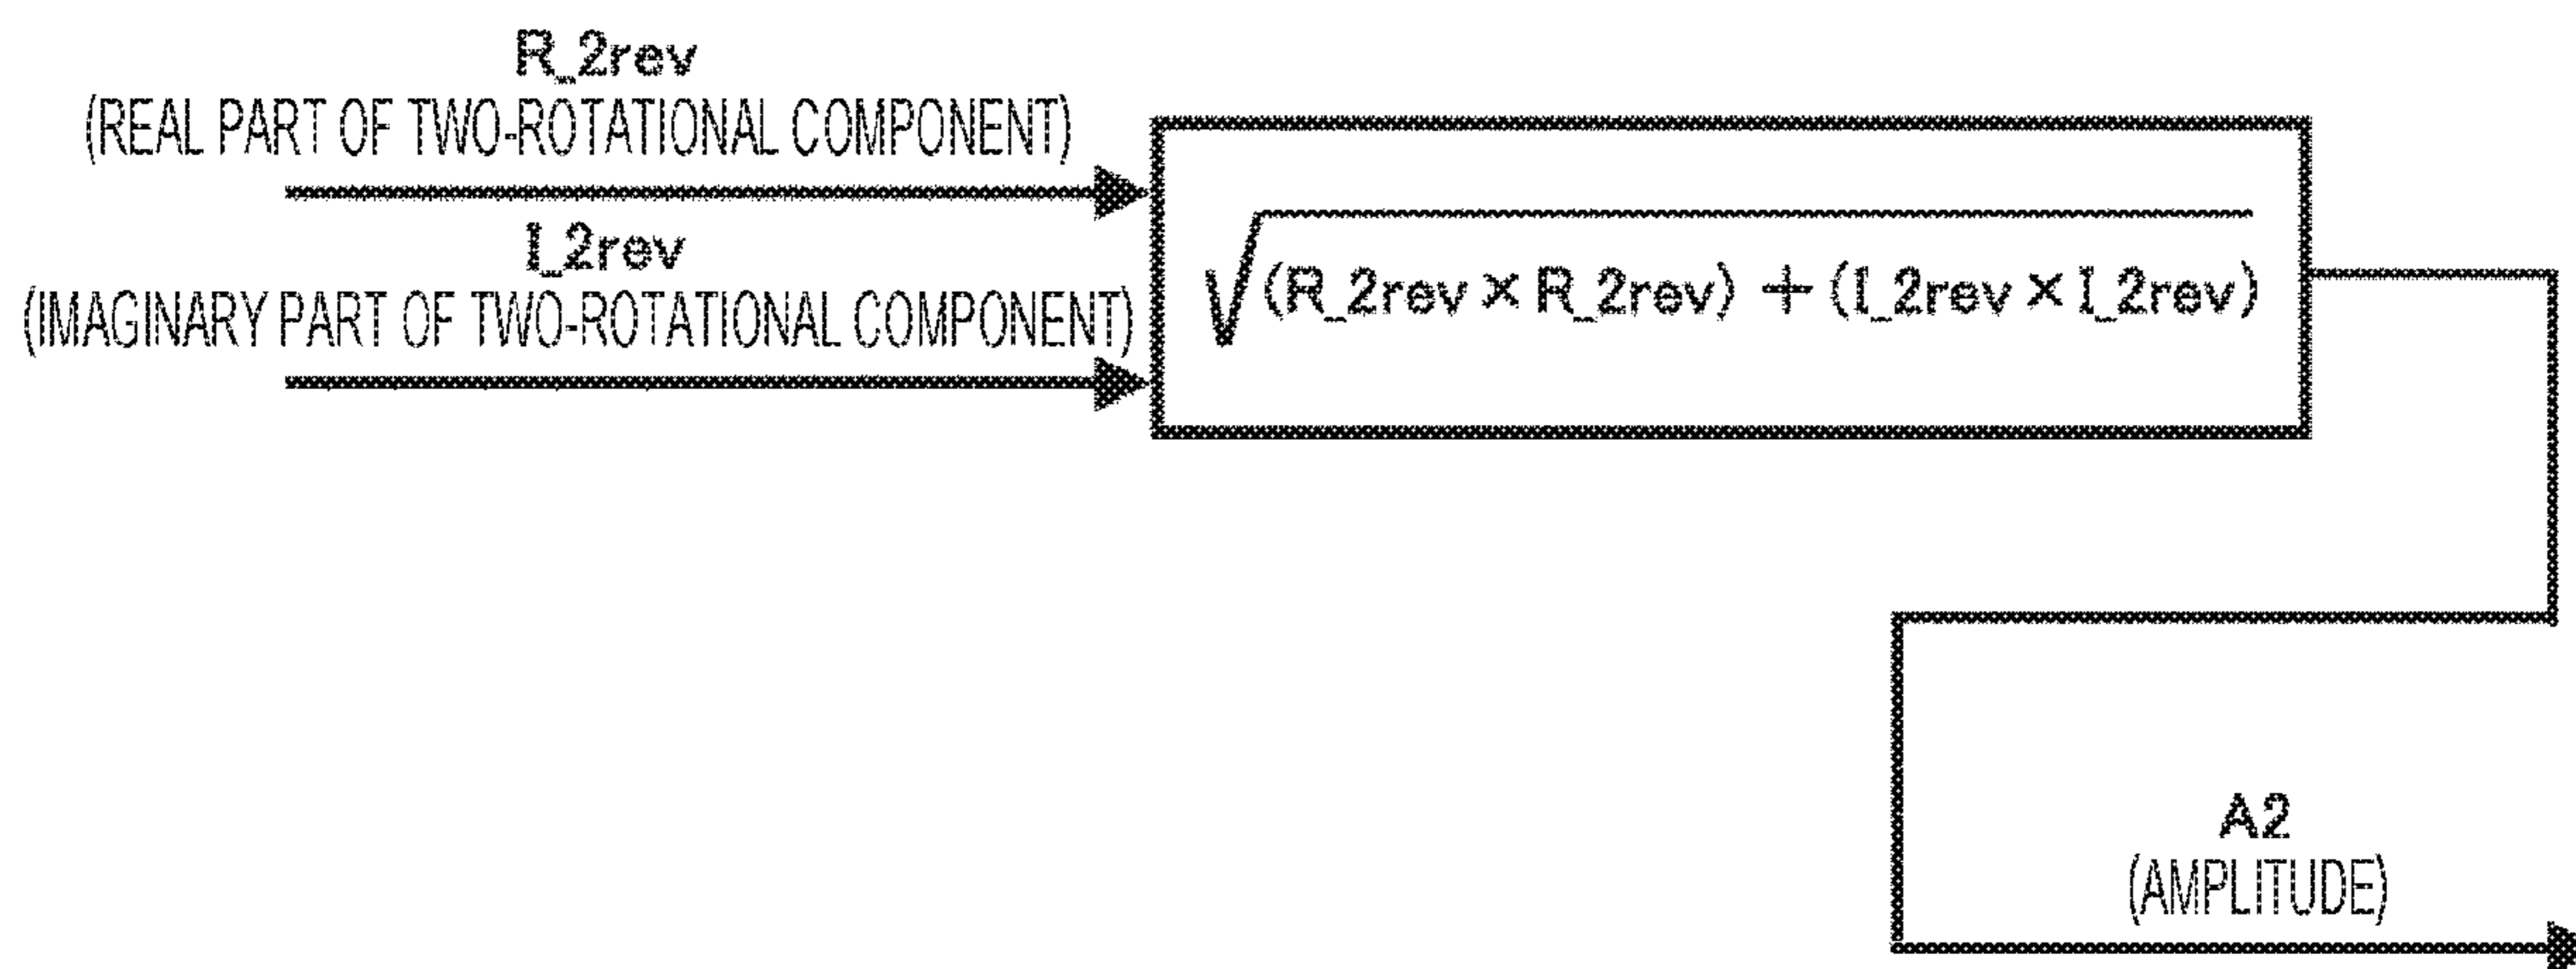 R_2rev
(REAL PART OF TWO-ROTATIONAL COMPONENT)
I_2rev
(IMAGINARY PART OF TWO-ROTATIONAL COMPONENT)
√(R_2rev × R_2rev) + (I_2rev × I_2rev)
A2
(AMPLITUDE)